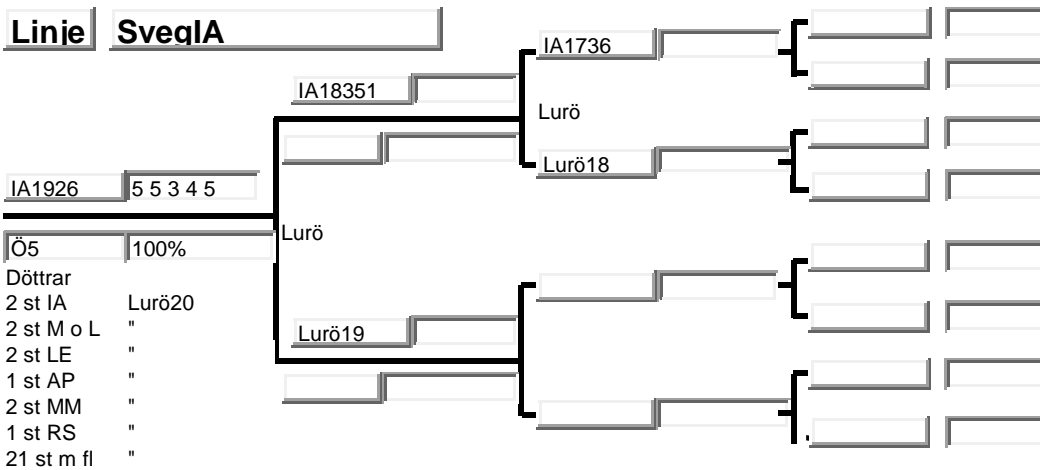 Linje SvegIA
IA1736
IA18351
Lurö
Lurö18
IA1926 5 5 3 4 5
Lurö
Ö5 100%
Döttrar
2 st IA Lurö20
2 st M o L "
Lurö19
2 st LE "
1 st AP "
2 st MM "
1 st RS "
21 st m fl "